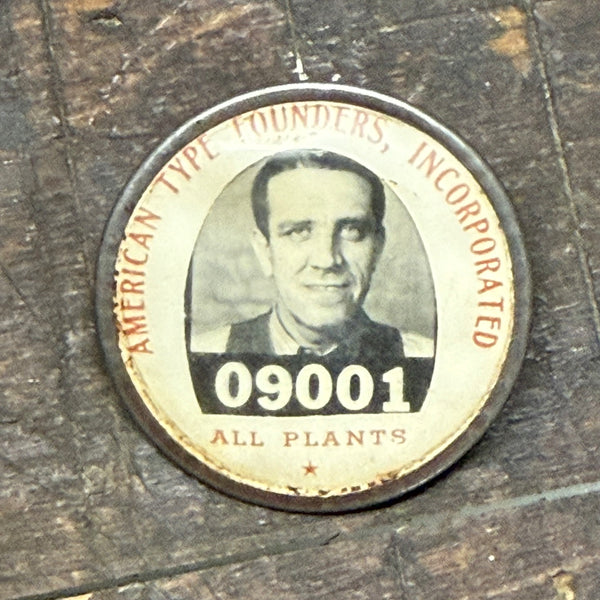 AMERICAN TYPE FOUNDERS, INCORPORATED
09001
ALL PLANTS